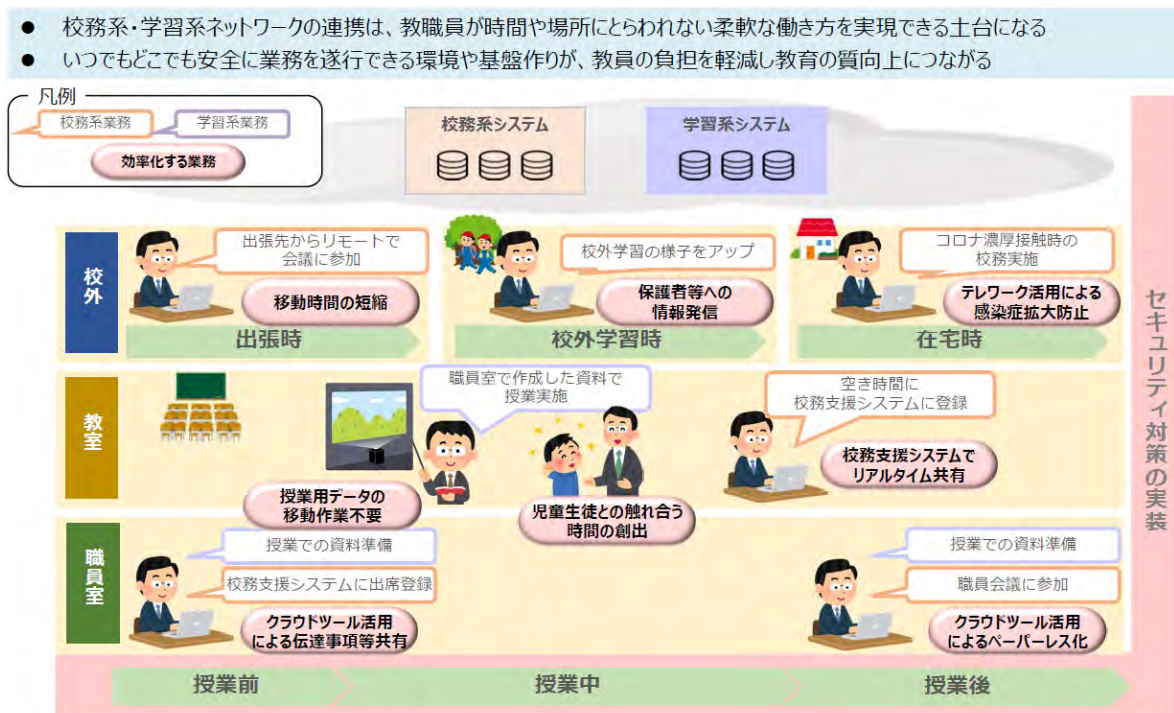 ● 校務系・学習系ネットワークの連携は、教職員が時間や場所にとらわれない柔軟な働き方を実現できる土台になる
● いつでもどこでも安全に業務を遂行できる環境や基盤作りが、教員の負担を軽減し教育の質向上につながる
凡例
校務系業務
学習系業務
効率化する業務
校務系システム
学習系システム
セキュリティ対策の実装
校外
出張先からリモートで
会議に参加
移動時間の短縮
出張時
校外学習の様子をアップ
保護者等への
情報発信
校外学習時
コロナ濃厚接触時の
校務実施
テレワーク活用による
感染症拡大防止
在宅時
教室
授業用データの
移動作業不要
職員室で作成した資料で
授業実施
児童生徒との触れ合う
時間の創出
空き時間に
校務支援システムに登録
校務支援システムで
リアルタイム共有
職員室
授業での資料準備
校務支援システムに出席登録
クラウドツール活用
による伝達事項等共有
授業での資料準備
職員会議に参加
クラウドツール活用
によるペーパーレス化
授業前
授業中
授業後